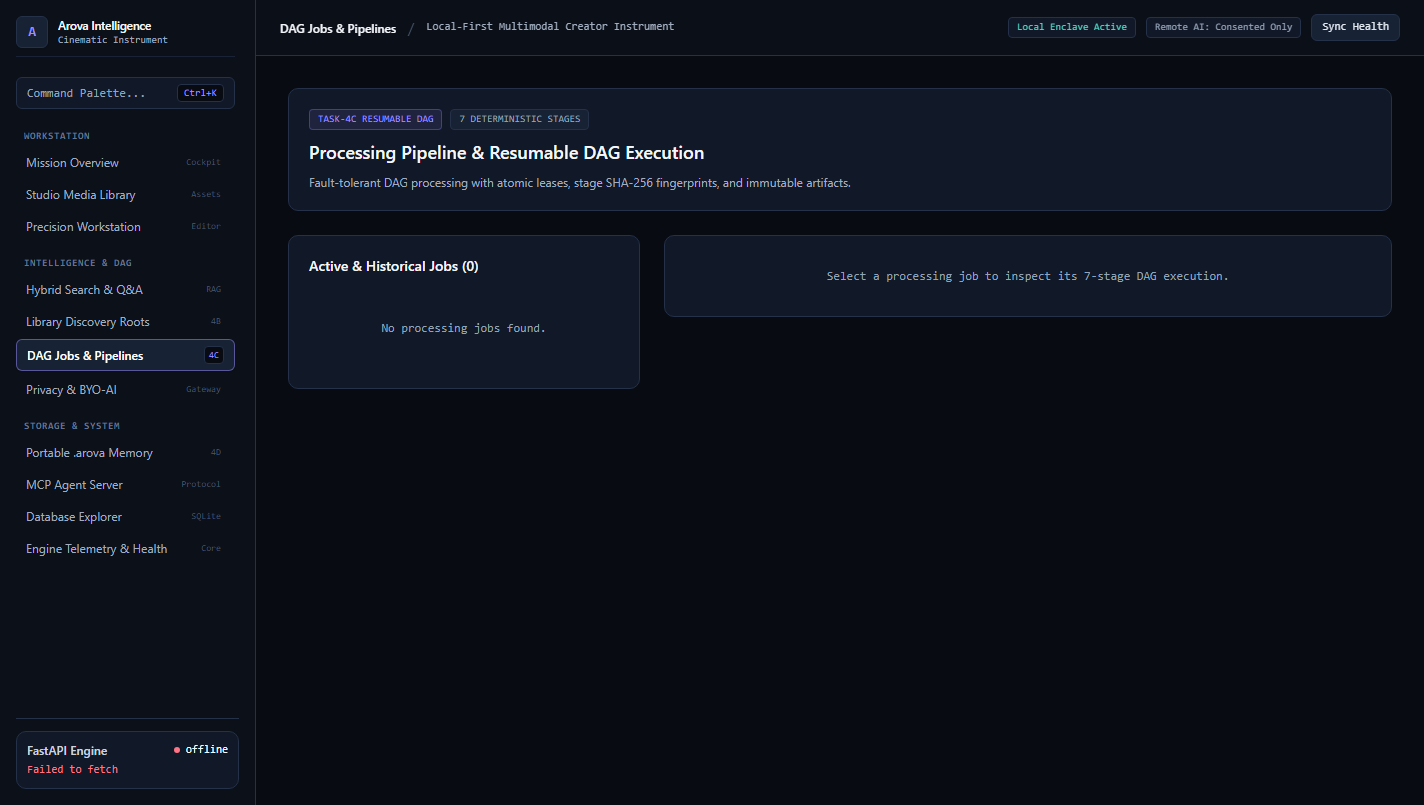 A
Arova Intelligence
Cinematic Instrument
Command Palette... Ctrl+K
WORKSTATION
Mission Overview Cockpit
Studio Media Library Assets
Precision Workstation Editor
INTELLIGENCE & DAG
Hybrid Search & Q&A RAG
Library Discovery Roots 4B
DAG Jobs & Pipelines 4C
Privacy & BYO-AI Gateway
STORAGE & SYSTEM
Portable .arova Memory 4D
MCP Agent Server Protocol
Database Explorer SQLite
Engine Telemetry & Health Core
FastAPI Engine offline
Failed to fetch
DAG Jobs & Pipelines / Local-First Multimodal Creator Instrument
Local Enclave Active
Remote AI: Consented Only
Sync Health
TASK-4C RESUMABLE DAG
7 DETERMINISTIC STAGES
Processing Pipeline & Resumable DAG Execution
Fault-tolerant DAG processing with atomic leases, stage SHA-256 fingerprints, and immutable artifacts.
Active & Historical Jobs (0)
No processing jobs found.
Select a processing job to inspect its 7-stage DAG execution.